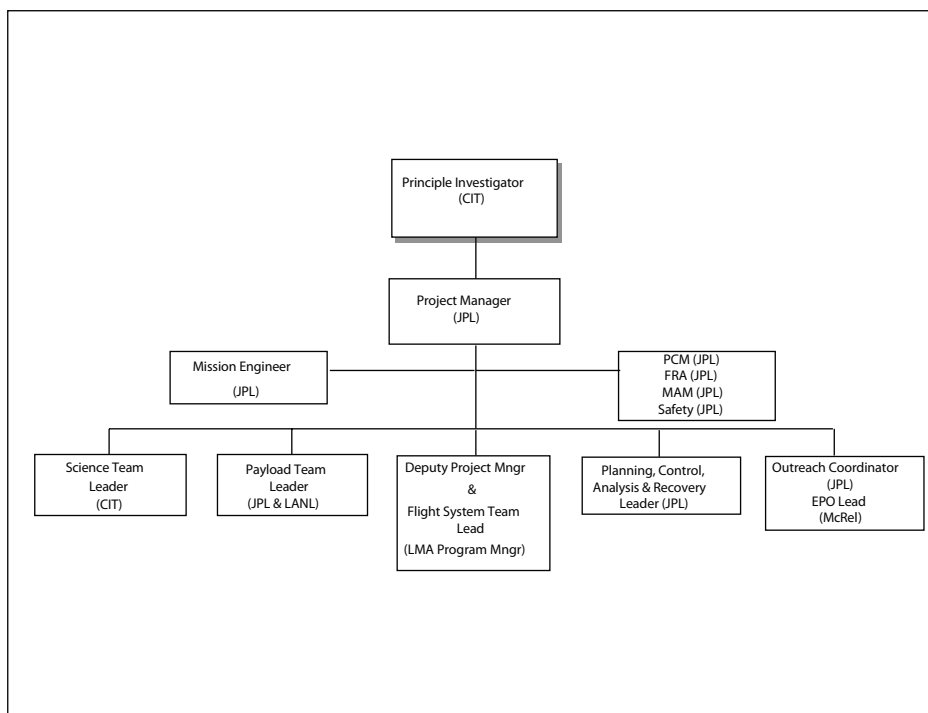 Principle Investigator
(CIT)
Project Manager
(JPL)
Mission Engineer
(JPL)
PCM (JPL)
FRA (JPL)
MAM (JPL)
Safety (JPL)
Science Team
Leader
(CIT)
Payload Team
Leader
(JPL & LANL)
Deputy Project Mngr
&
Flight System Team
Lead
(LMA Program Mngr)
Planning, Control,
Analysis & Recovery
Leader (JPL)
Outreach Coordinator
(JPL)
EPO Lead
(McRel)